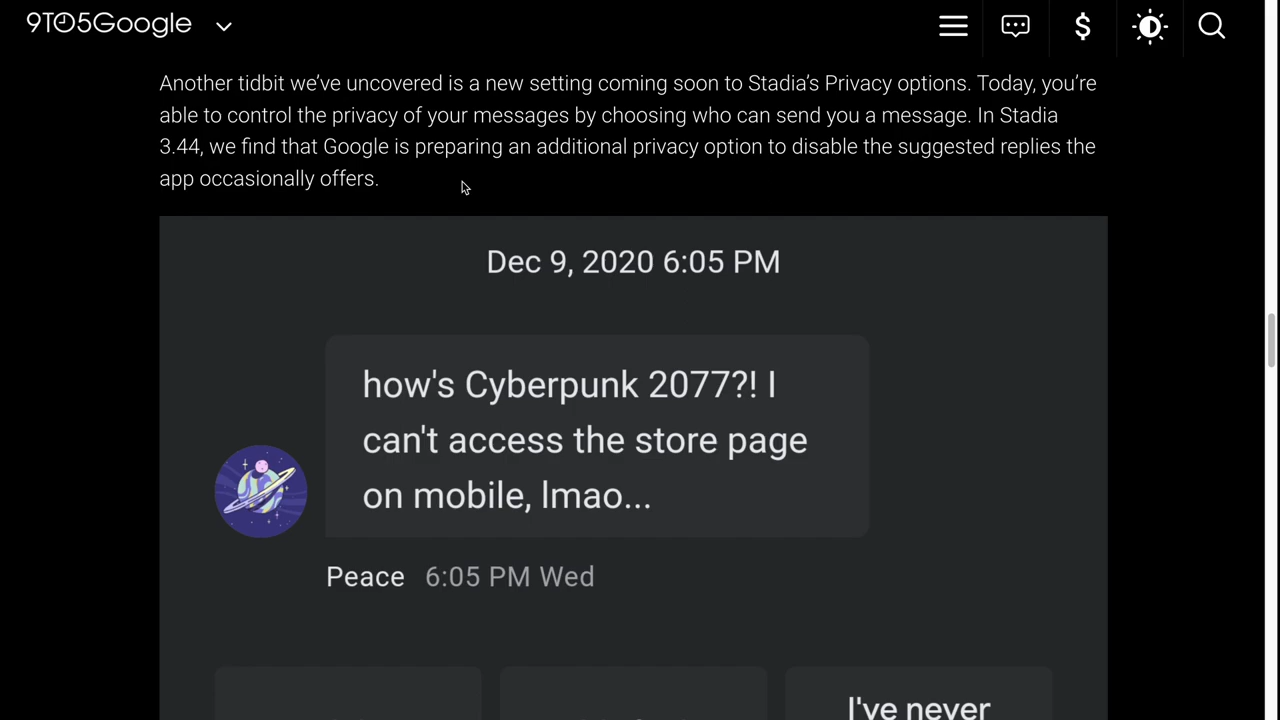 9TO5Google
$
Another tidbit we’ve uncovered is a new setting coming soon to Stadia’s Privacy options. Today, you’re
able to control the privacy of your messages by choosing who can send you a message. In Stadia
3.44, we find that Google is preparing an additional privacy option to disable the suggested replies the
app occasionally offers.
Dec 9, 2020 6:05 PM
how's Cyberpunk 2077?! I
can't access the store page
on mobile, lmao...
Peace 6:05 PM Wed
I've never